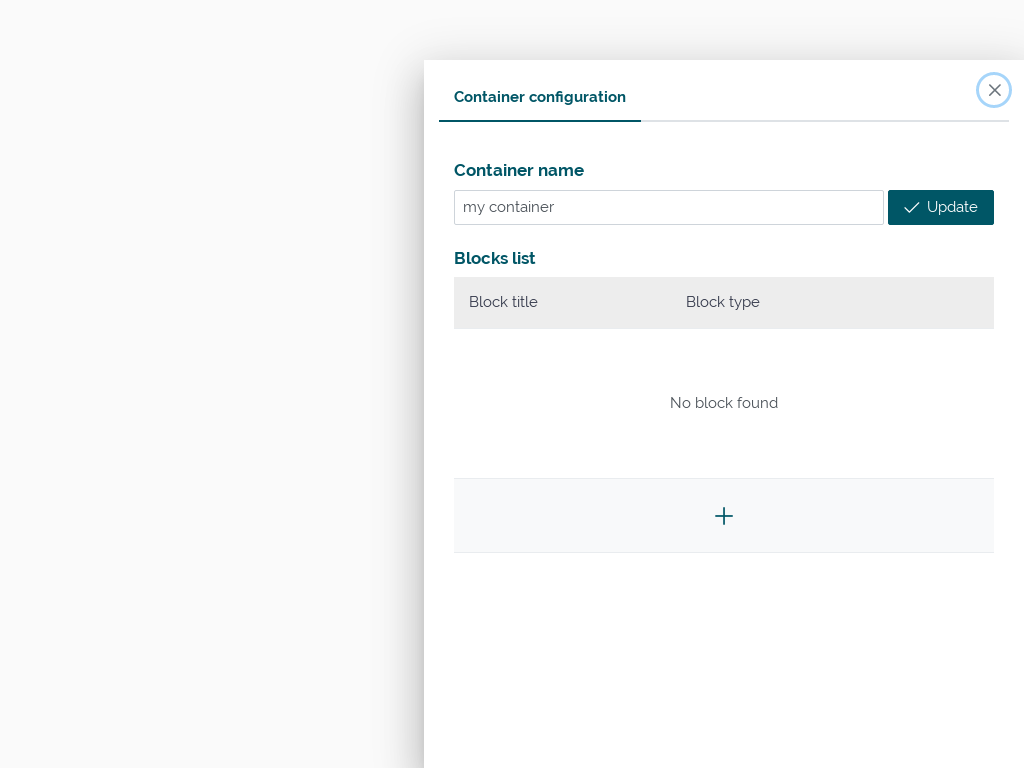 Container configuration
Container name
my container
Update
Blocks list
Block title Block type
No block found